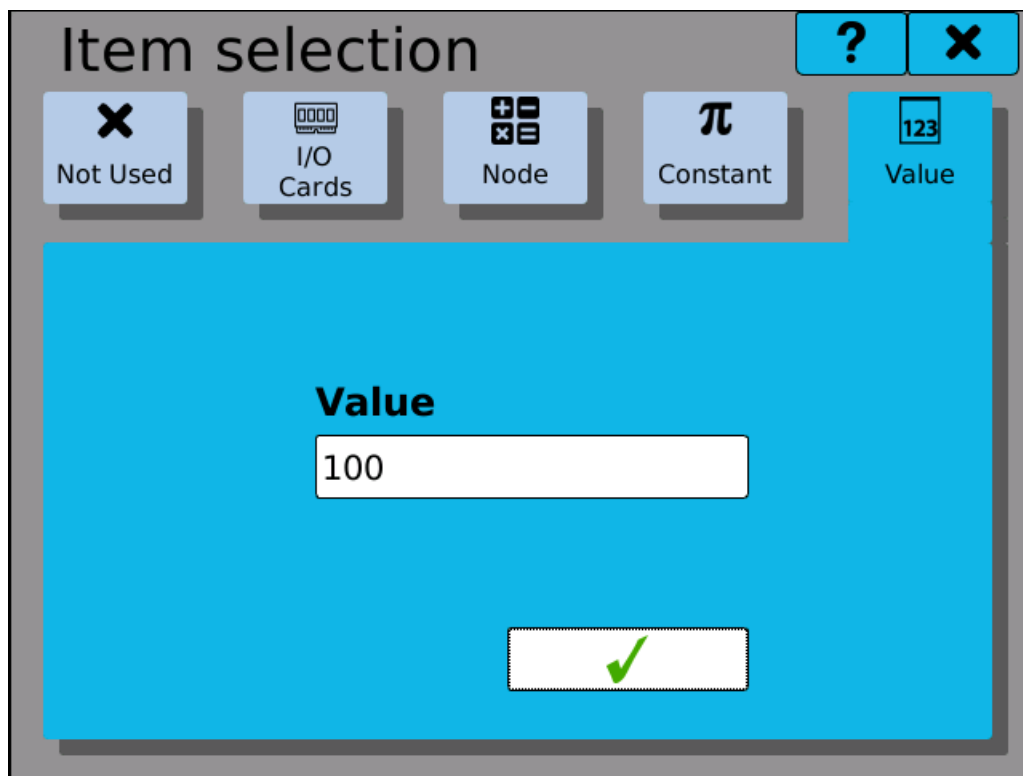 Item selection
?
Not Used
I/O
Cards
Node
π
Constant
123
Value
Value
100